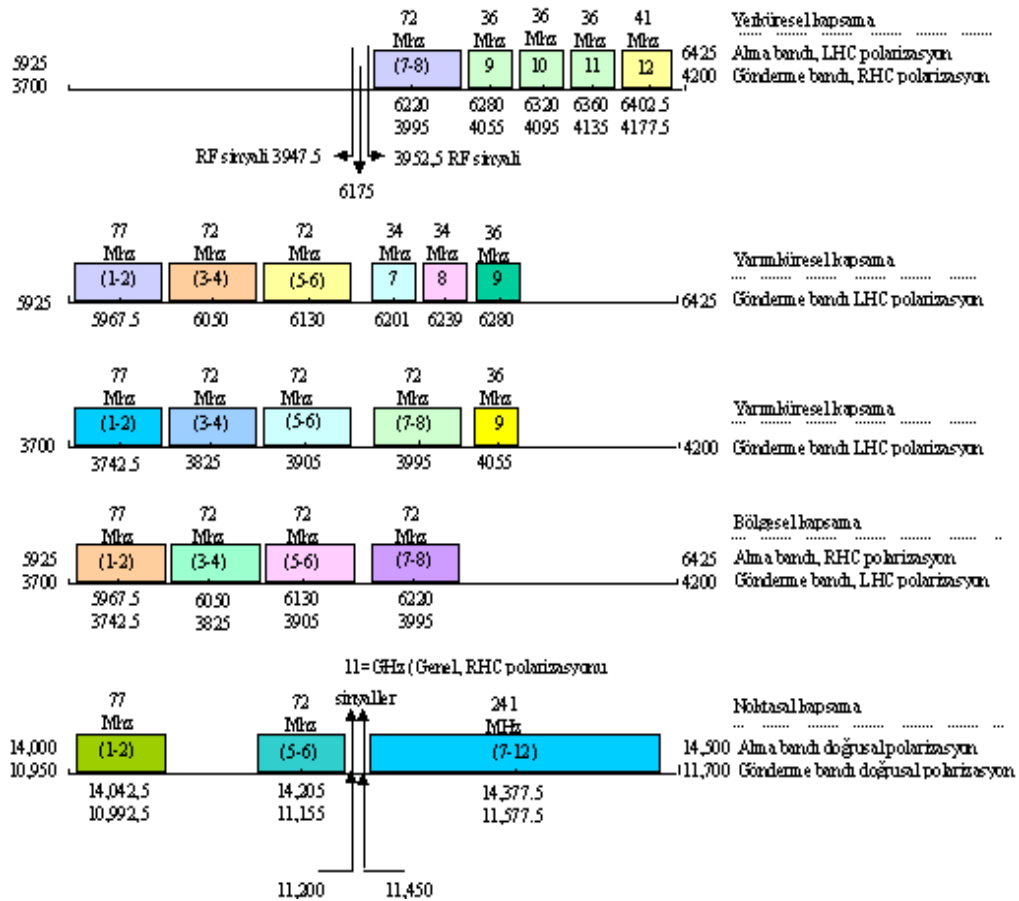 72 36 36 36 41 Yerküresel kapsama
Mhz Mhz Mhz Mhz Mhz
5925 (7-8) 9 10 11 12 6425 Alma bandı, LHC polarizasyon
3700 4200 Gönderme bandı, RHC polarizasyon
6220 6280 6320 6360 6402.5
3995 4055 4095 4135 4177.5
RF sinyali 3947.5 3952,5 RF sinyali
6175
77 72 72 34 34 36
Mhz Mhz Mhz Mhz Mhz Mhz Yarımküresel kapsama
(1-2) (3-4) (5-6) 7 8 9
5925 6425 Gönderme bandı LHC polarizasyon
5967.5 6050 6130 6201 6239 6280
77 72 72 72 36
Mhz Mhz Mhz Mhz Mhz Yarımküresel kapsama
(1-2) (3-4) (5-6) (7-8) 9
3700 4200 Gönderme bandı LHC polarizasyon
3742.5 3825 3905 3995 4055
77 72 72 72 Bölgesel kapsama
Mhz Mhz Mhz Mhz
5925 (1-2) (3-4) (5-6) (7-8) 6425 Alma bandı, RHC polarizasyon
3700 4200 Gönderme bandı, LHC polarizasyon
5967.5 6050 6130 6220
3742.5 3825 3905 3995
11= GHz (Genel, RHC polarizasyonu
77 72 sinyaller 241 Noktasal kapsama
Mhz Mhz MHz
14,000 (1-2) (5-6) (7-12) 14,500 Alma bandı doğrusal polarizasyon
10,950 11,700 Gönderme bandı doğrusal polarizasyon
14,042,5 14,205 14,377.5
10,992,5 11,155 11,577.5
11,200 11,450